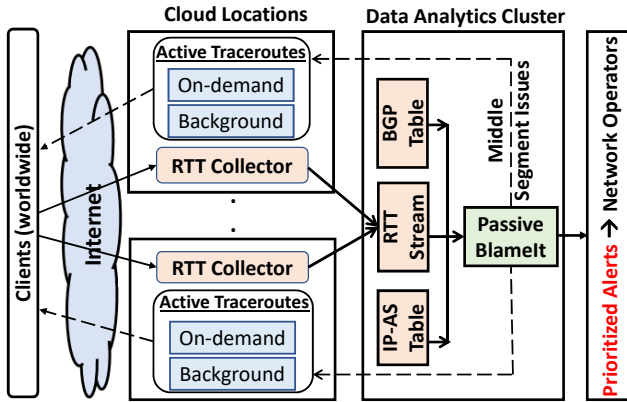 Cloud Locations
Data Analytics Cluster
Clients (worldwide)
Internet
Active Traceroutes
On-demand
Background
RTT Collector
RTT Collector
Active Traceroutes
On-demand
Background
BGP
Table
RTT
Stream
IP-AS
Table
Middle
Segment Issues
Passive
BlameIt
Prioritized Alerts → Network Operators